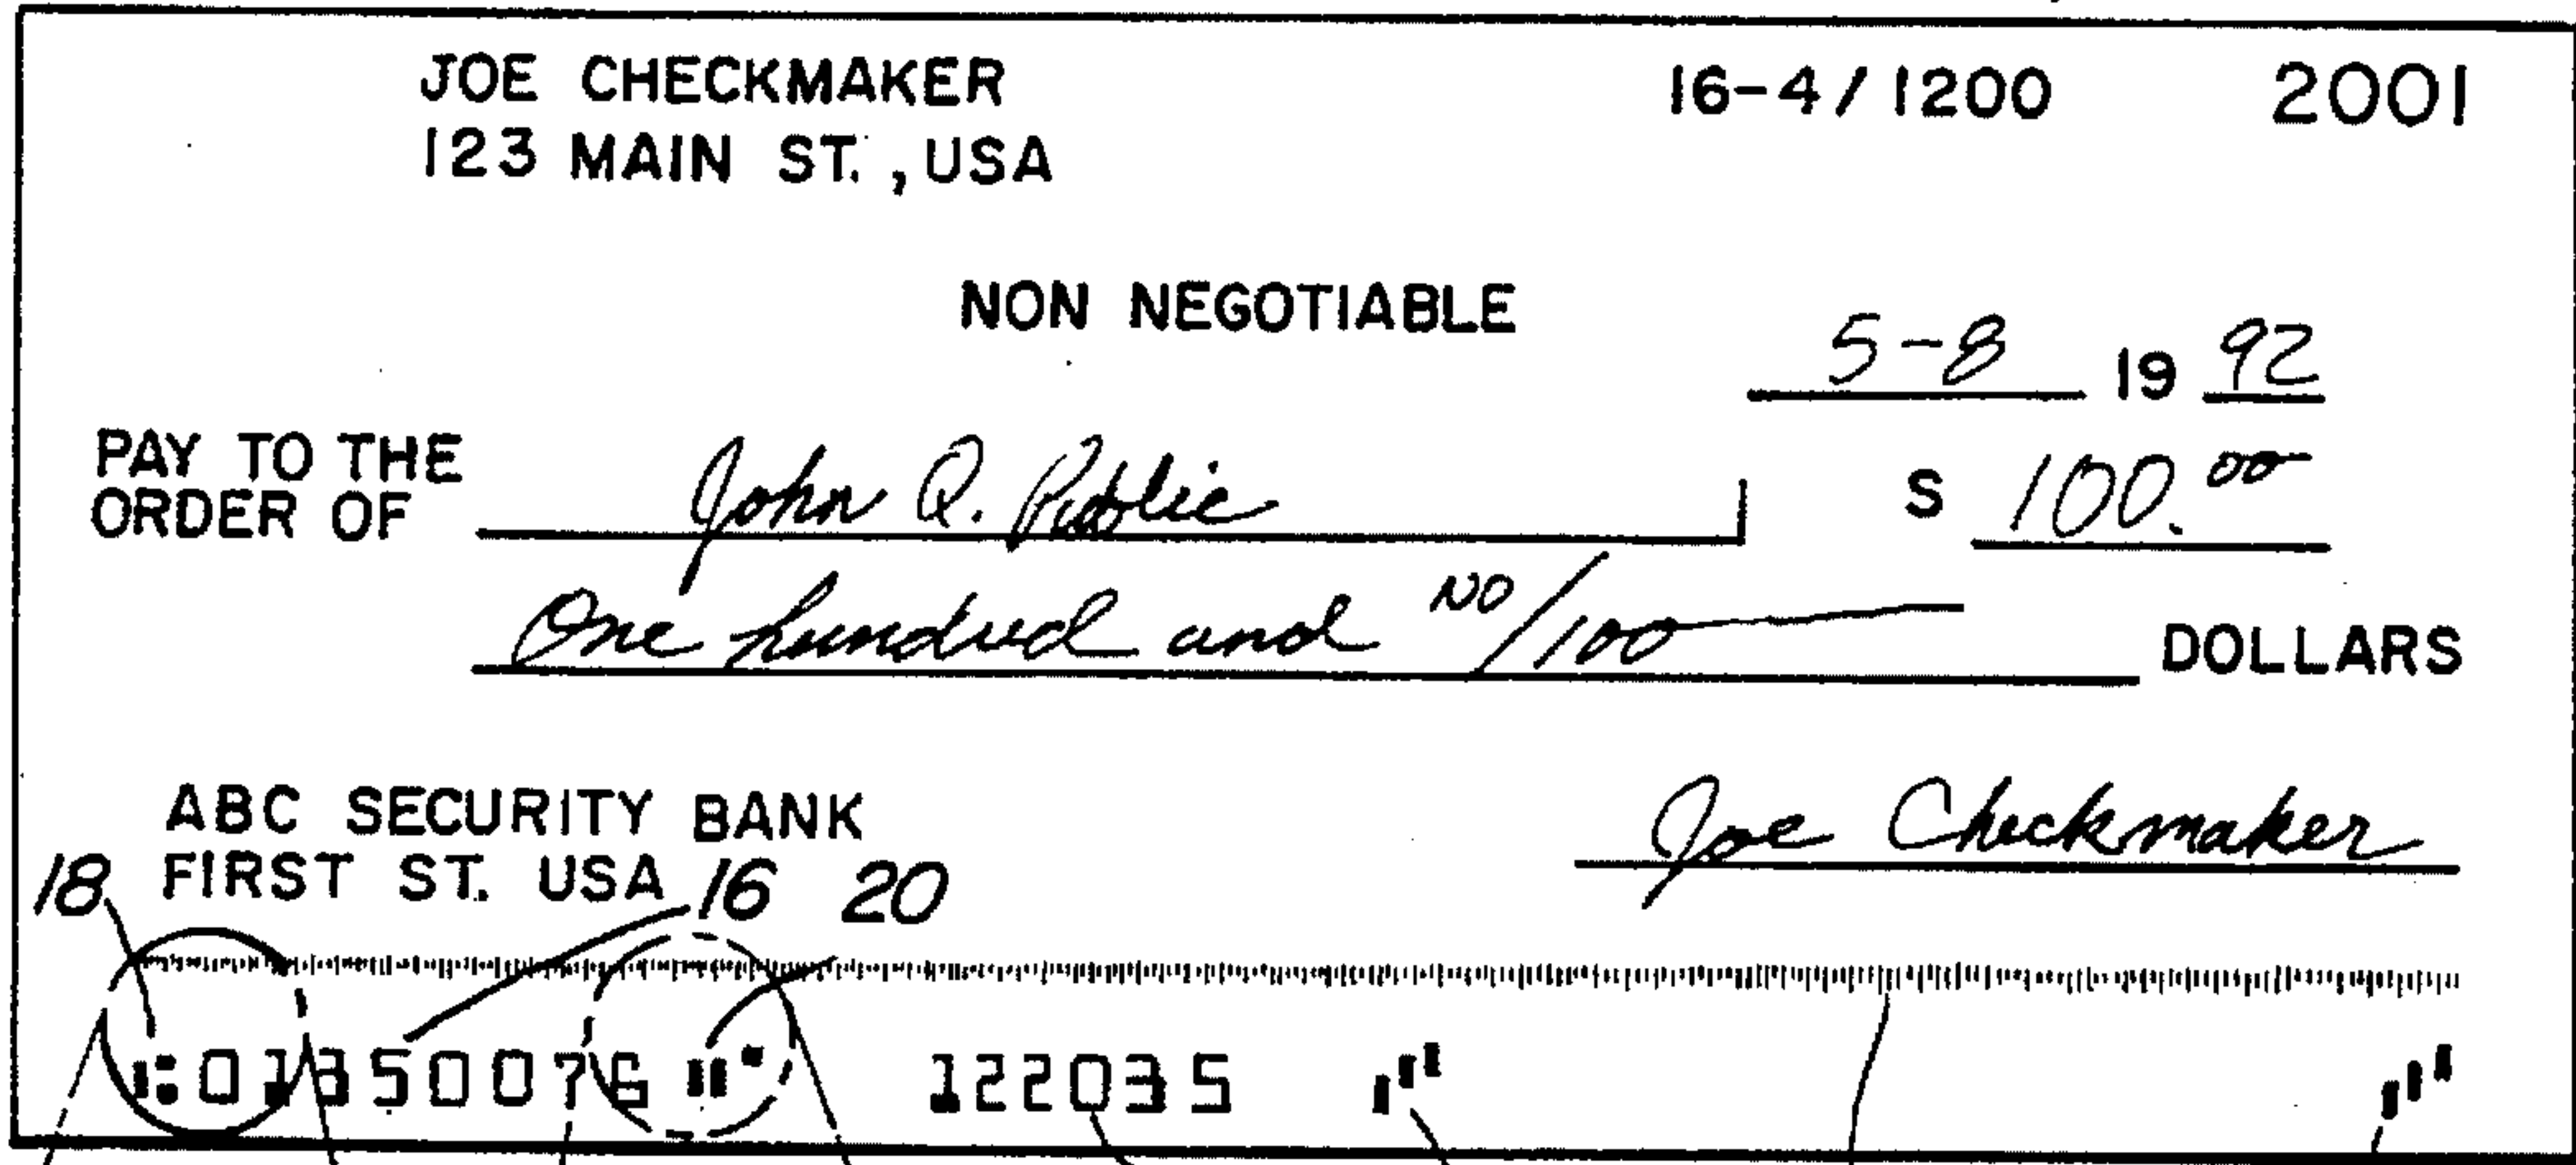 JOE CHECKMAKER 16-4/1200 2001
123 MAIN ST., USA
NON NEGOTIABLE
5-8 19 92
PAY TO THE
ORDER OF John Q. Public S 100.00
One hundred and NO/100 DOLLARS
ABC SECURITY BANK
FIRST ST. USA Joe Checkmaker
18 16 20
⑆01350076 ⑈ 122035 ⑈ ⑈